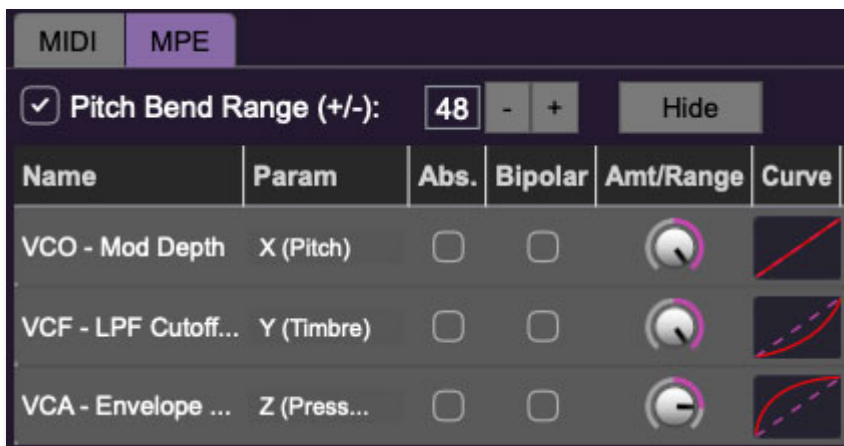 MIDI MPE
Pitch Bend Range (+/-): 48 - + Hide
Name Param Abs. Bipolar Amt/Range Curve
VCO - Mod Depth X (Pitch)
VCF - LPF Cutoff... Y (Timbre)
VCA - Envelope ... Z (Press...